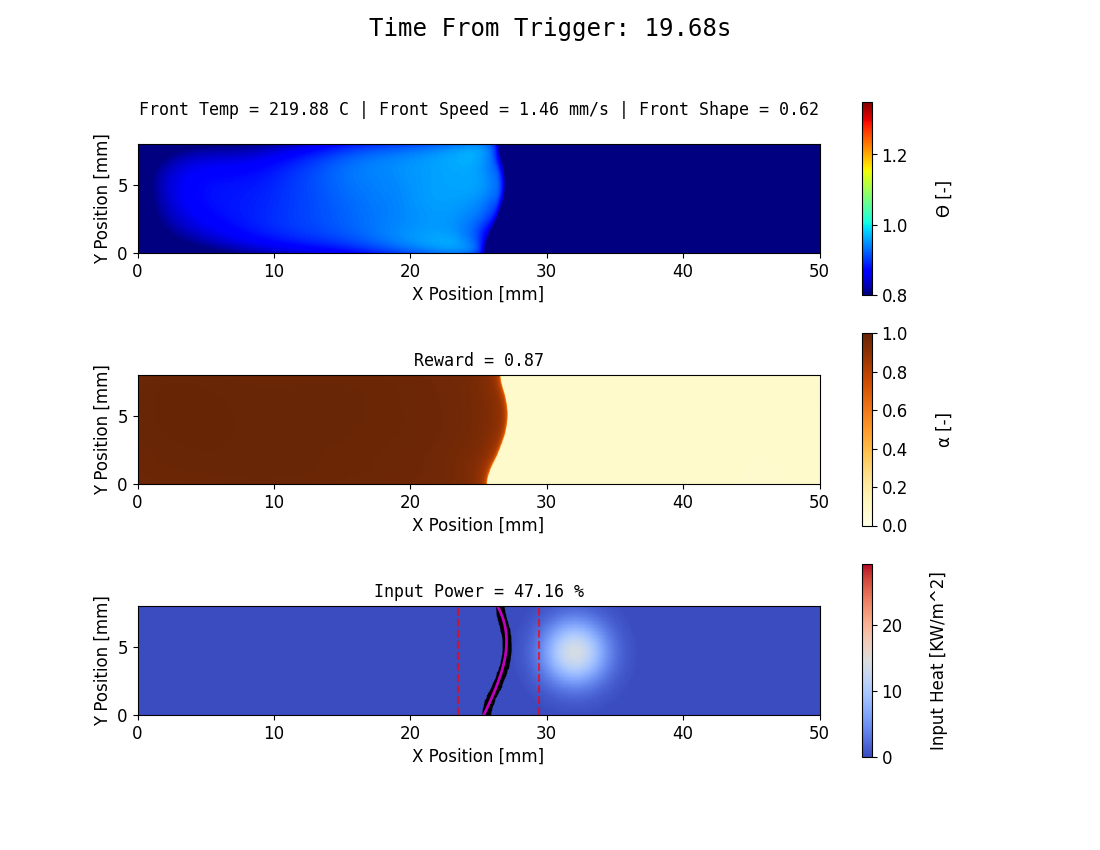 Time From Trigger: 19.68s
Front Temp = 219.88 C | Front Speed = 1.46 mm/s | Front Shape = 0.62
Y Position [mm]
5
0
0 10 20 30 40 50
X Position [mm]
1.2
1.0
0.8
Θ [-]
Reward = 0.87
Y Position [mm]
5
0
0 10 20 30 40 50
X Position [mm]
1.0
0.8
0.6
0.4
0.2
0.0
α [-]
Input Power = 47.16 %
Y Position [mm]
5
0
0 10 20 30 40 50
X Position [mm]
20
10
0
Input Heat [KW/m^2]